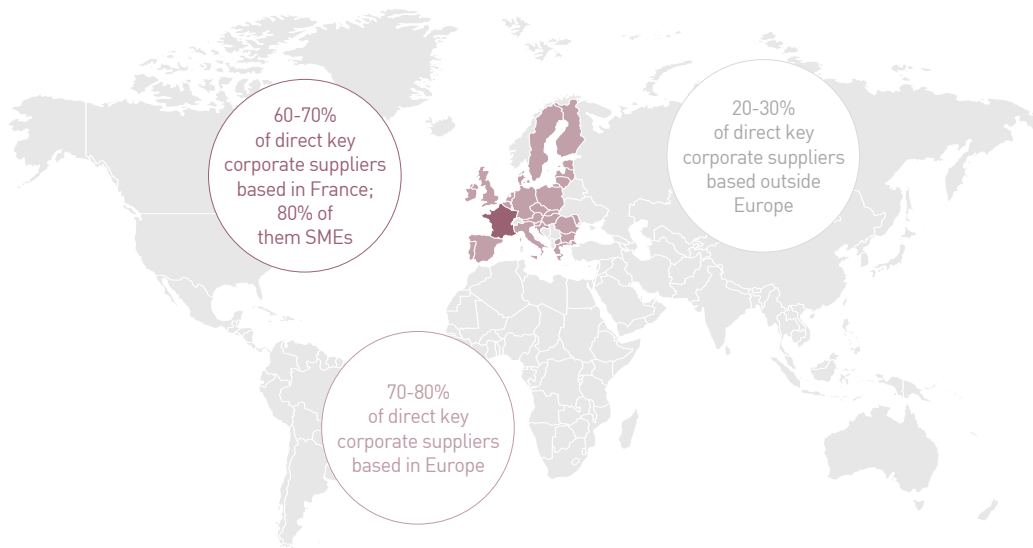 60-70%
of direct key
corporate suppliers
based in France;
80% of
them SMEs
20-30%
of direct key
corporate suppliers
based outside
Europe
70-80%
of direct key
corporate suppliers
based in Europe